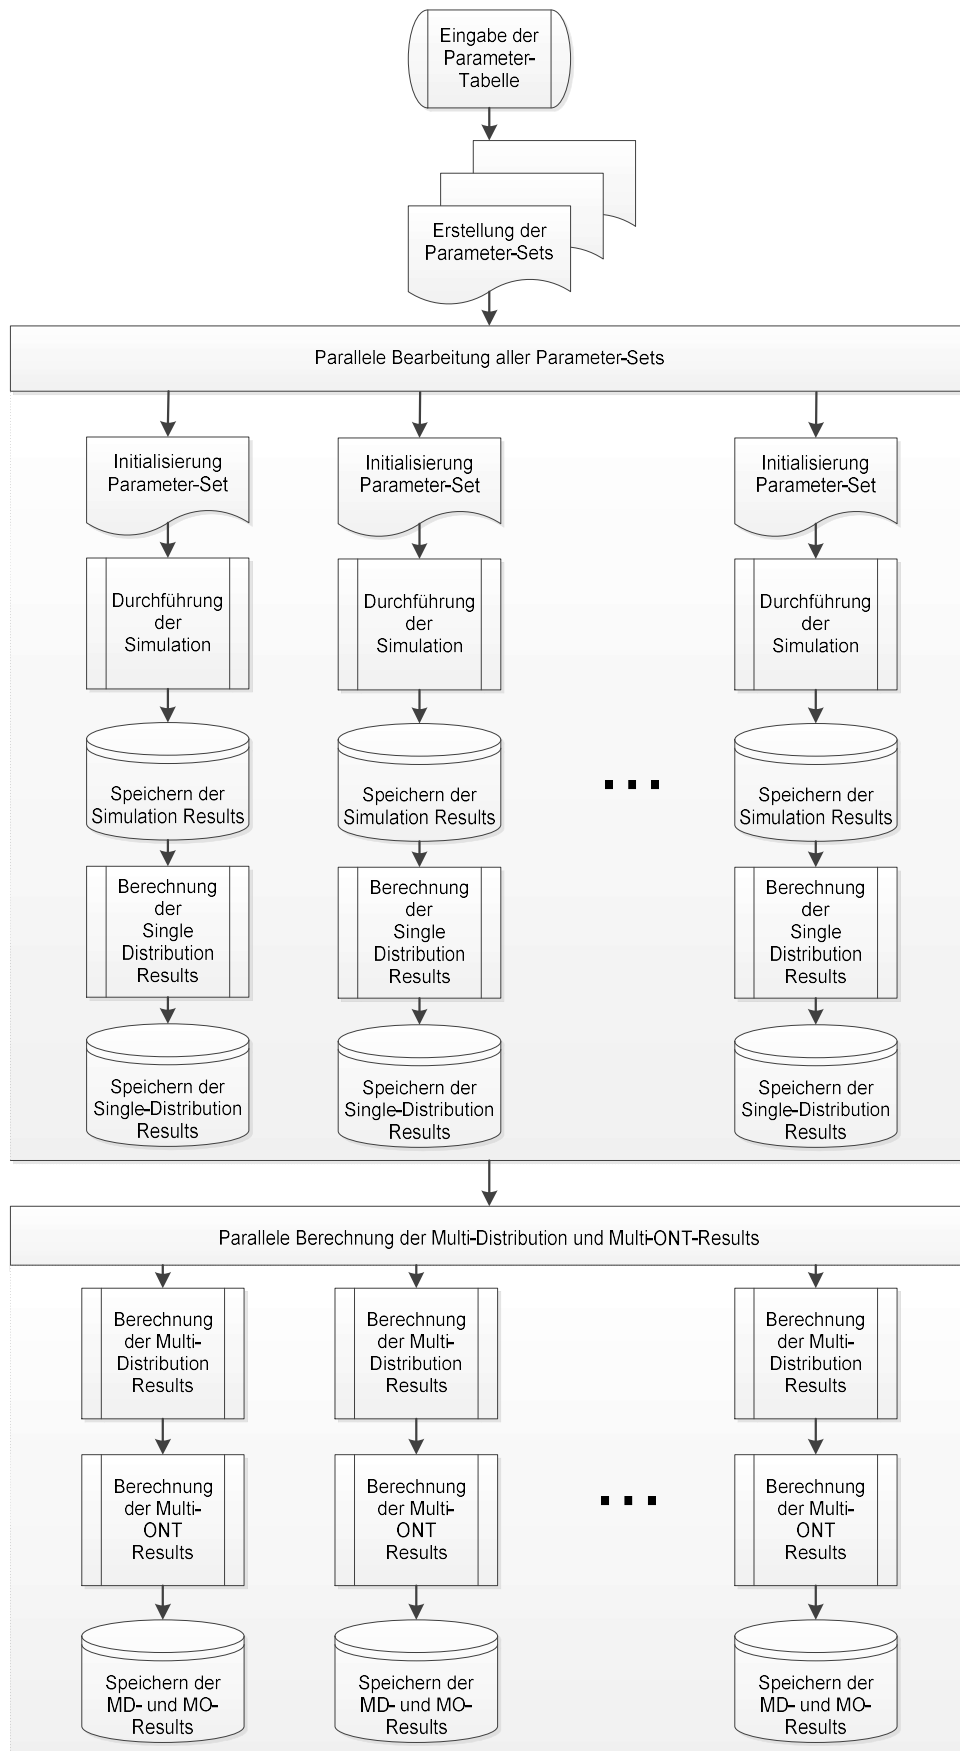 Eingabe der
Parameter-
Tabelle
Erstellung der
Parameter-Sets
Parallele Bearbeitung aller Parameter-Sets
Initialisierung
Parameter-Set
Initialisierung
Parameter-Set
Initialisierung
Parameter-Set
Durchführung
der
Simulation
Durchführung
der
Simulation
Durchführung
der
Simulation
Speichern der
Simulation Results
Speichern der
Simulation Results
...
Speichern der
Simulation Results
Berechnung
der
Single
Distribution
Results
Berechnung
der
Single
Distribution
Results
Berechnung
der
Single
Distribution
Results
Speichern der
Single-Distribution
Results
Speichern der
Single-Distribution
Results
Speichern der
Single-Distribution
Results
Parallele Berechnung der Multi-Distribution und Multi-ONT-Results
Berechnung
der Multi-
Distribution
Results
Berechnung
der Multi-
Distribution
Results
Berechnung
der Multi-
Distribution
Results
Berechnung
der Multi-
ONT
Results
Berechnung
der Multi-
ONT
Results
...
Berechnung
der Multi-
ONT
Results
Speichern der
MD- und MO-
Results
Speichern der
MD- und MO-
Results
Speichern der
MD- und MO-
Results